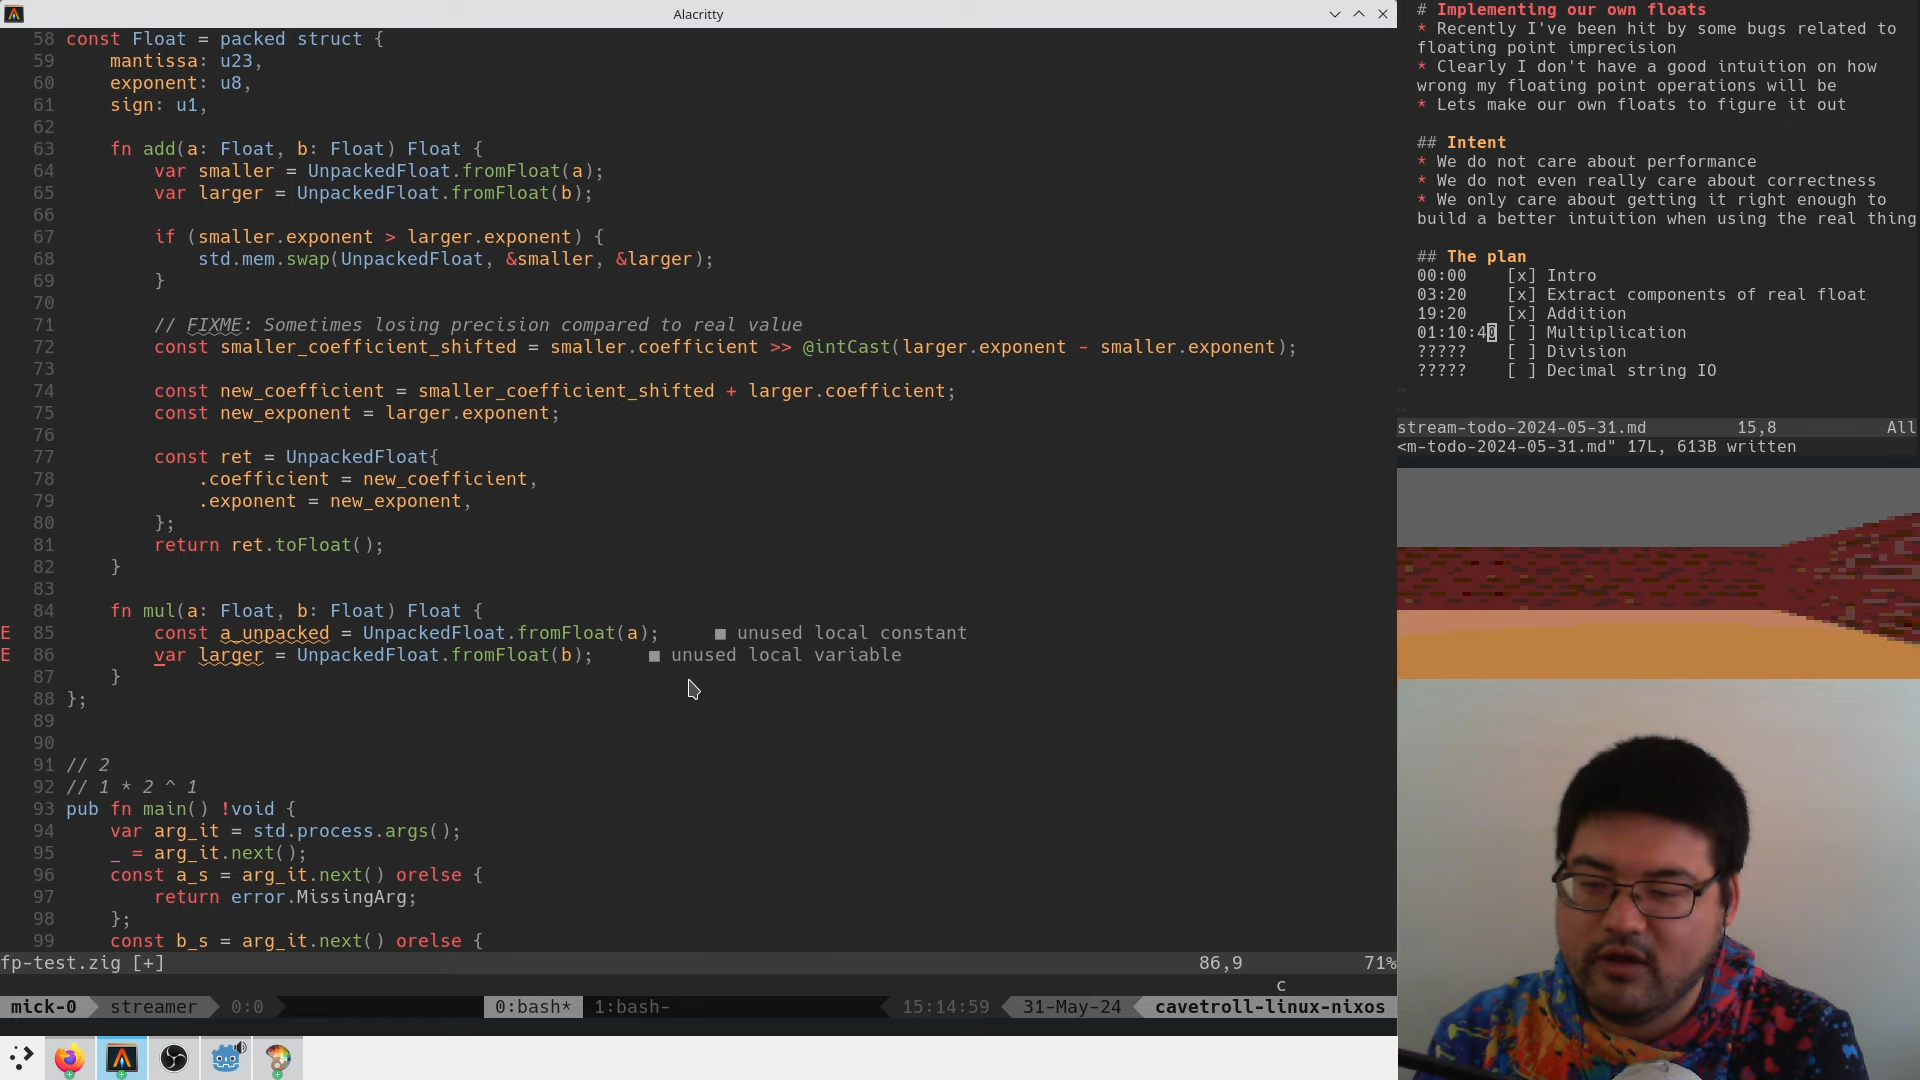 Alacritty
58 const Float = packed struct {
59     mantissa: u23,
60     exponent: u8,
61     sign: u1,
62
63     fn add(a: Float, b: Float) Float {
64         var smaller = UnpackedFloat.fromFloat(a);
65         var larger = UnpackedFloat.fromFloat(b);
66
67         if (smaller.exponent > larger.exponent) {
68             std.mem.swap(UnpackedFloat, &smaller, &larger);
69         }
70
71         // FIXME: Sometimes losing precision compared to real value
72         const smaller_coefficient_shifted = smaller.coefficient >> @intCast(larger.exponent - smaller.exponent);
73
74         const new_coefficient = smaller_coefficient_shifted + larger.coefficient;
75         const new_exponent = larger.exponent;
76
77         const ret = UnpackedFloat{
78             .coefficient = new_coefficient,
79             .exponent = new_exponent,
80         };
81         return ret.toFloat();
82     }
83
84     fn mul(a: Float, b: Float) Float {
E 85         const a_unpacked = UnpackedFloat.fromFloat(a);     ■ unused local constant
E 86         var larger = UnpackedFloat.fromFloat(b);     ■ unused local variable
87     }
88 };
89
90
91 // 2
92 // 1 * 2 ^ 1
93 pub fn main() !void {
94     var arg_it = std.process.args();
95     _ = arg_it.next();
96     const a_s = arg_it.next() orelse {
97         return error.MissingArg;
98     };
99     const b_s = arg_it.next() orelse {
fp-test.zig [+] 86,9 71%
c
mick-0 streamer 0:0 0:bash* 1:bash- 15:14:59 31-May-24 cavetroll-linux-nixos
# Implementing our own floats
* Recently I've been hit by some bugs related to
floating point imprecision
* Clearly I don't have a good intuition on how
wrong my floating point operations will be
* Lets make our own floats to figure it out
## Intent
* We do not care about performance
* We do not even really care about correctness
* We only care about getting it right enough to
build a better intuition when using the real thing
## The plan
00:00 [x] Intro
03:20 [x] Extract components of real float
19:20 [x] Addition
01:10:40 [ ] Multiplication
????? [ ] Division
????? [ ] Decimal string IO
~
~
stream-todo-2024-05-31.md 15,8 All
<m-todo-2024-05-31.md" 17L, 613B written